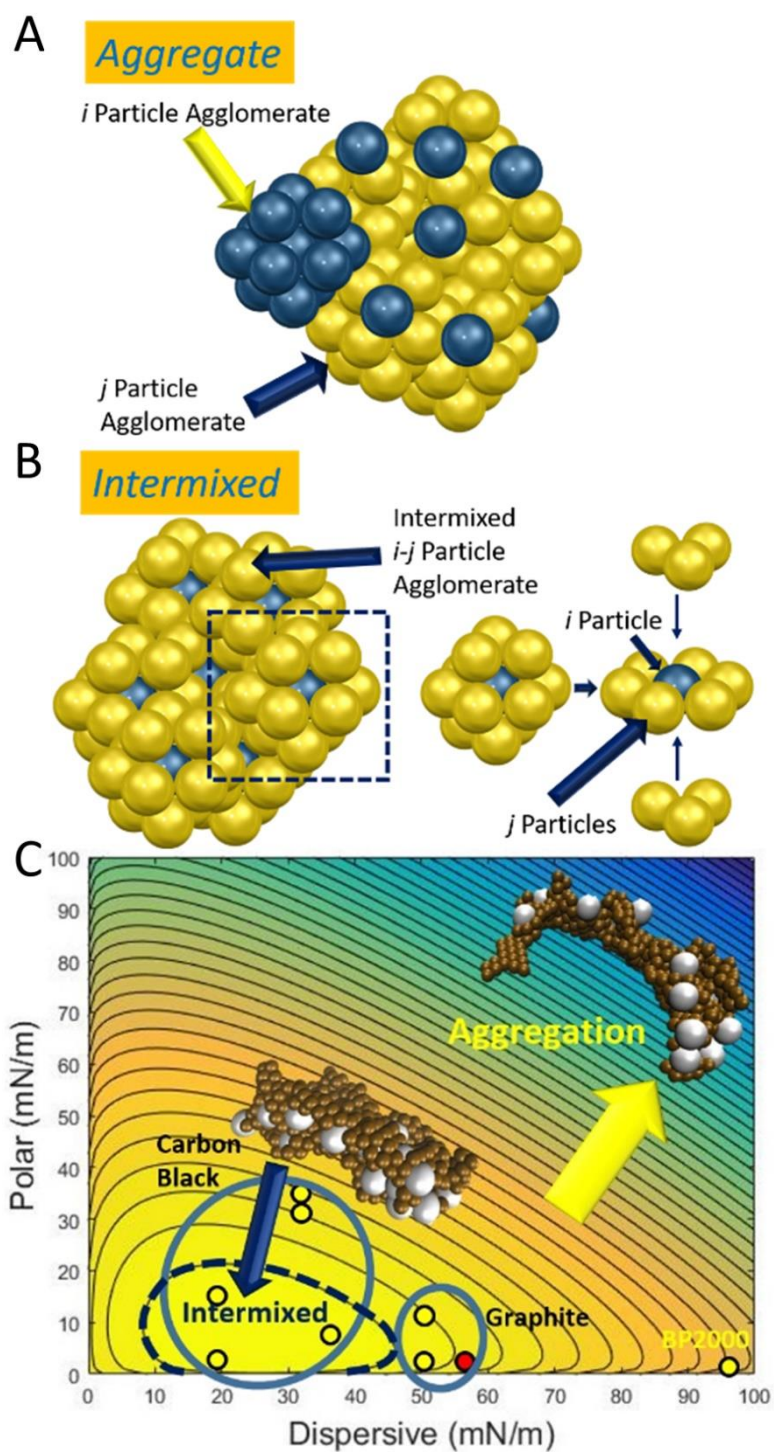 A
Aggregate
i Particle Agglomerate
j Particle
Agglomerate
B
Intermixed
Intermixed
i-j Particle
Agglomerate
i Particle
j Particles
C
100
90
80
70
60
50
40
30
20
10
0
Polar (mN/m)
Aggregation
Carbon
Black
Intermixed
Graphite
BP2000
0 10 20 30 40 50 60 70 80 90 100
Dispersive (mN/m)